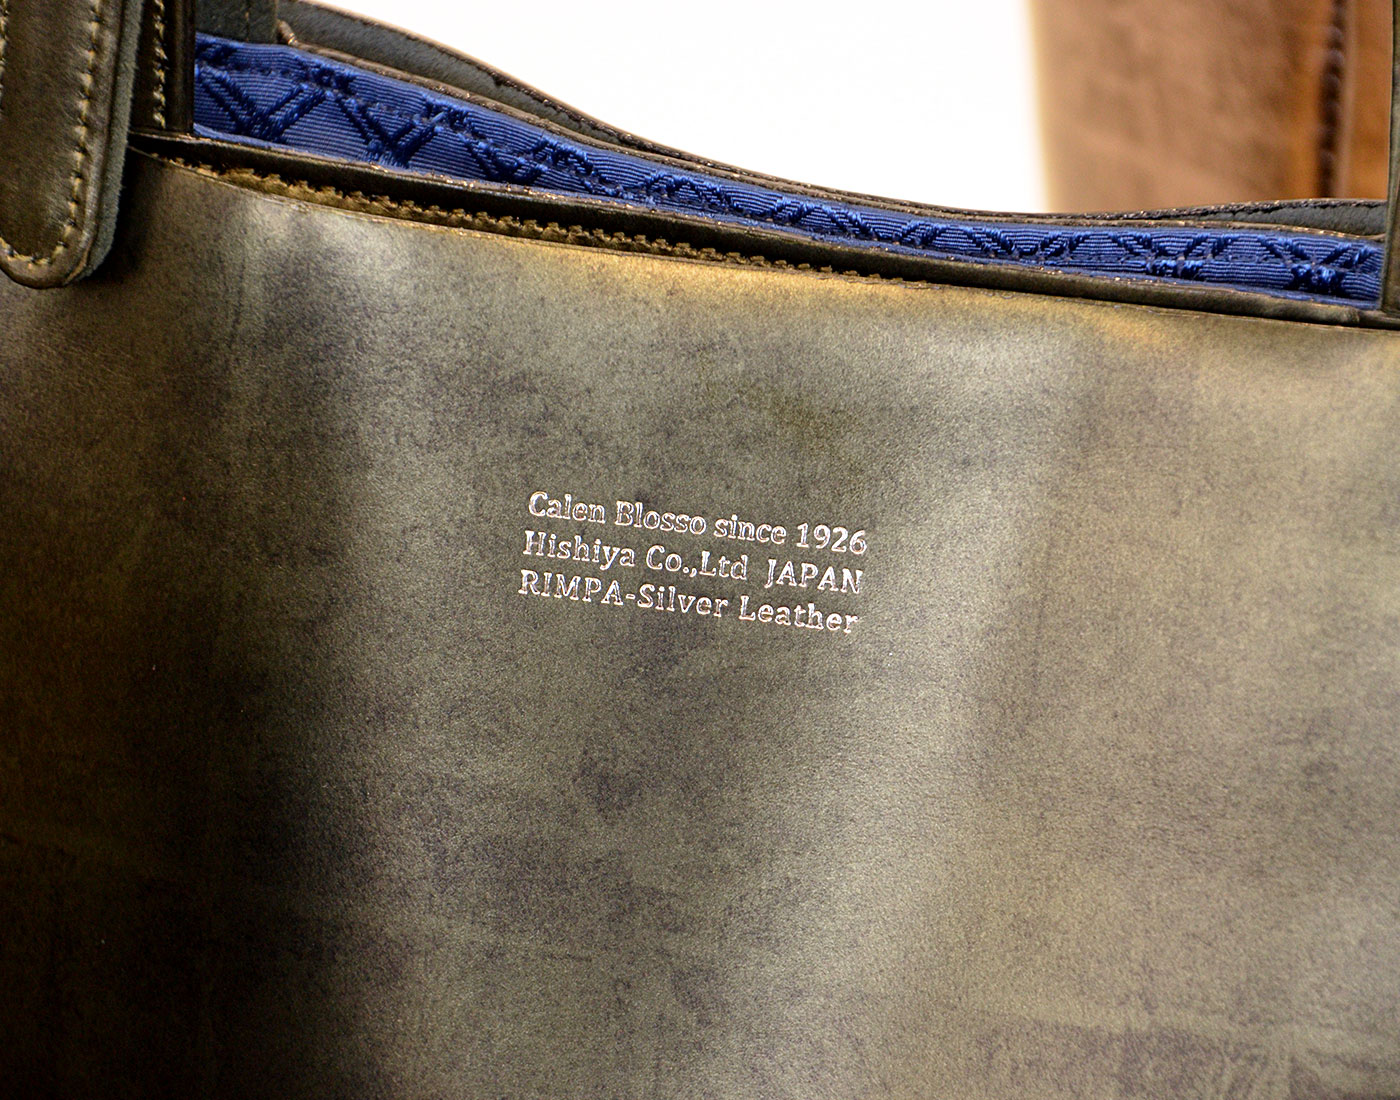 Calen Blosso since 1926
Hishiya Co.,Ltd JAPAN
RIMPA-Silver Leather